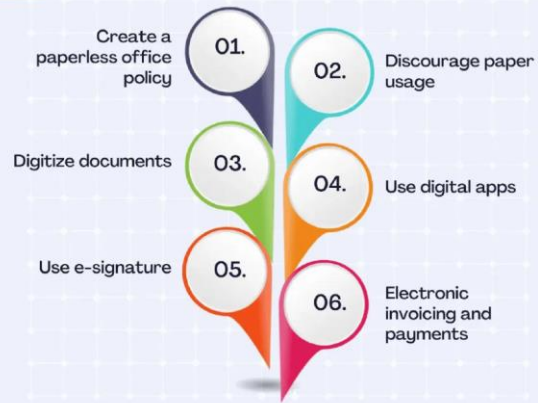 01.
Create a
paperless office
policy
02.
Discourage paper
usage
03.
Digitize documents
04.
Use digital apps
05.
Use e-signature
06.
Electronic
invoicing and
payments